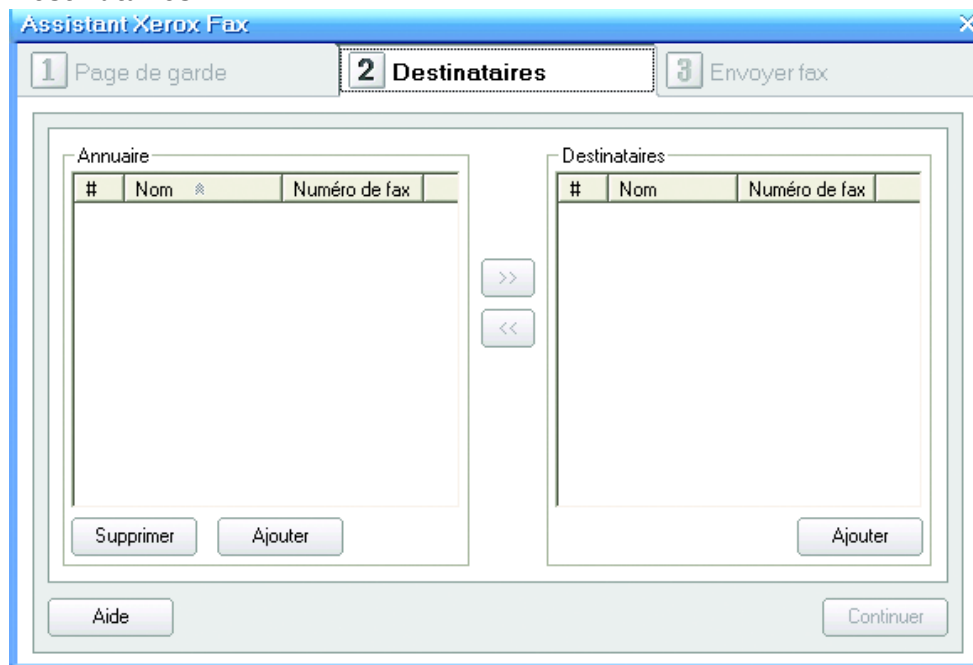 Assistant Xerox Fax
1 Page de garde
2 Destinataires
3 Envoyer fax
Annuaire
# Nom Numéro de fax
Supprimer
Ajouter
>>
<<
Destinataires
# Nom Numéro de fax
Ajouter
Aide
Continuer